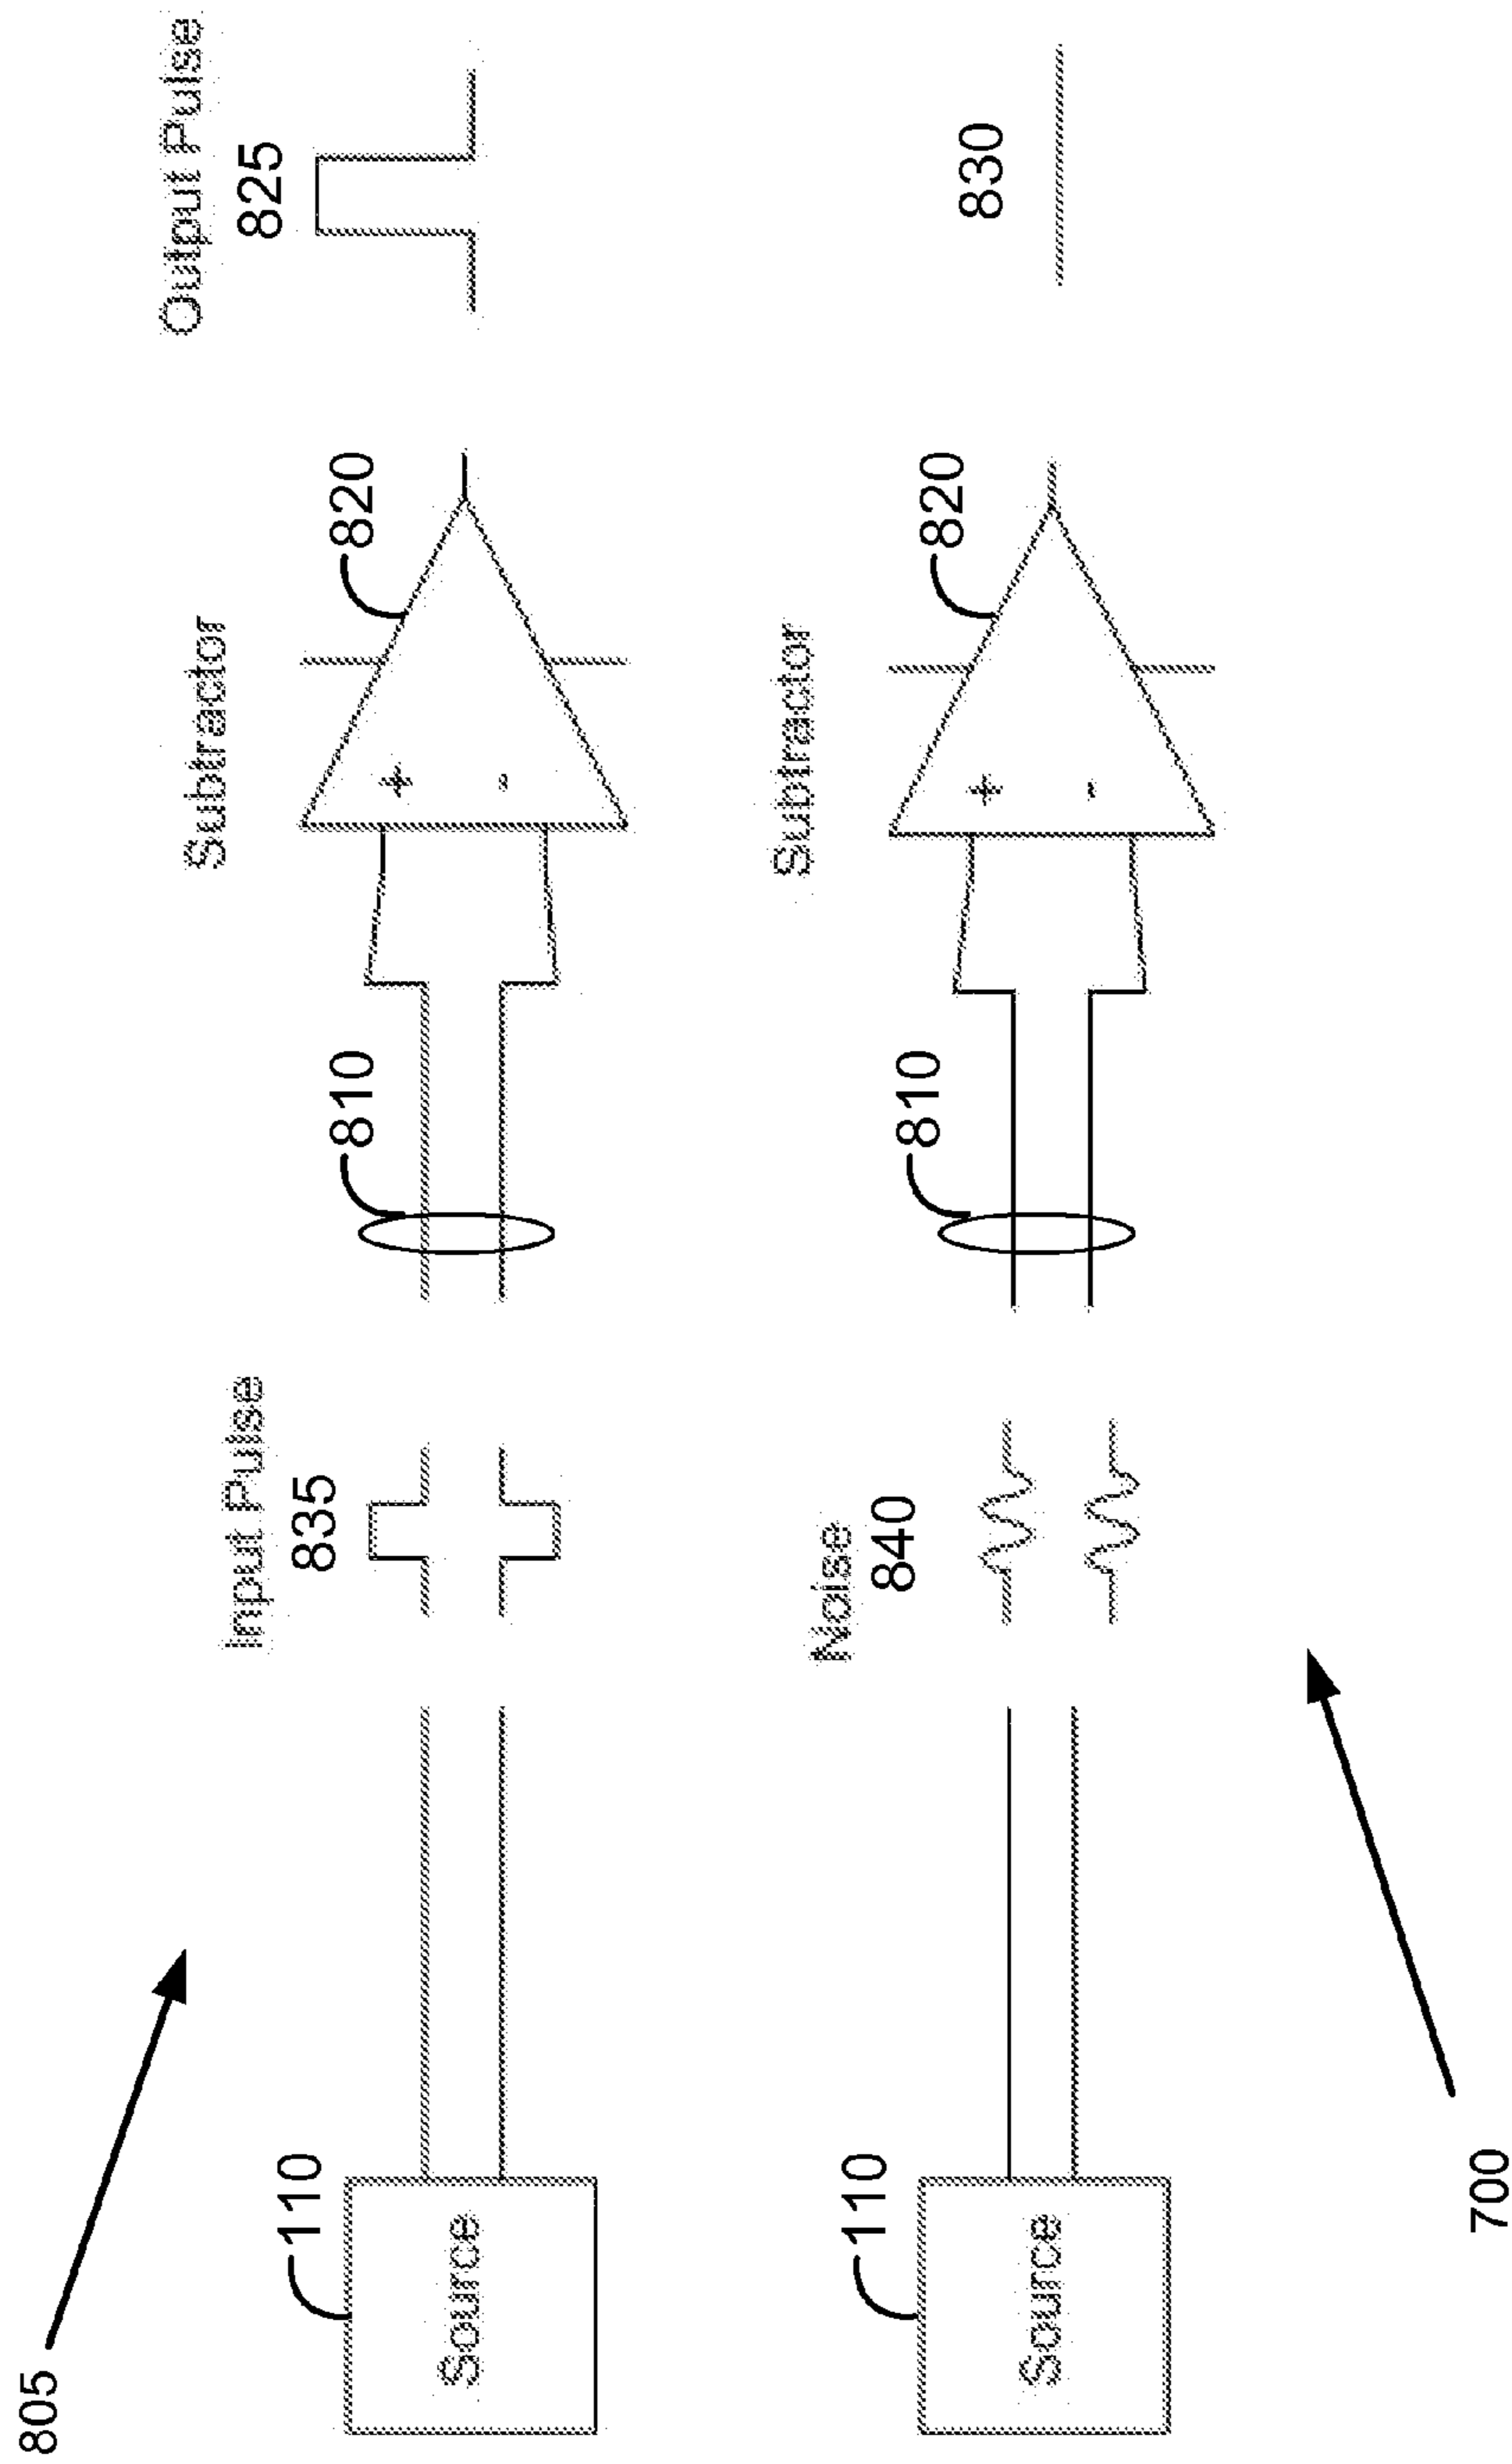 805
Output Pulse
825
Subtractor
820
Input Pulse
835
810
+
-
110
Source
830
Subtractor
820
Noise
840
810
+
-
110
Source
700